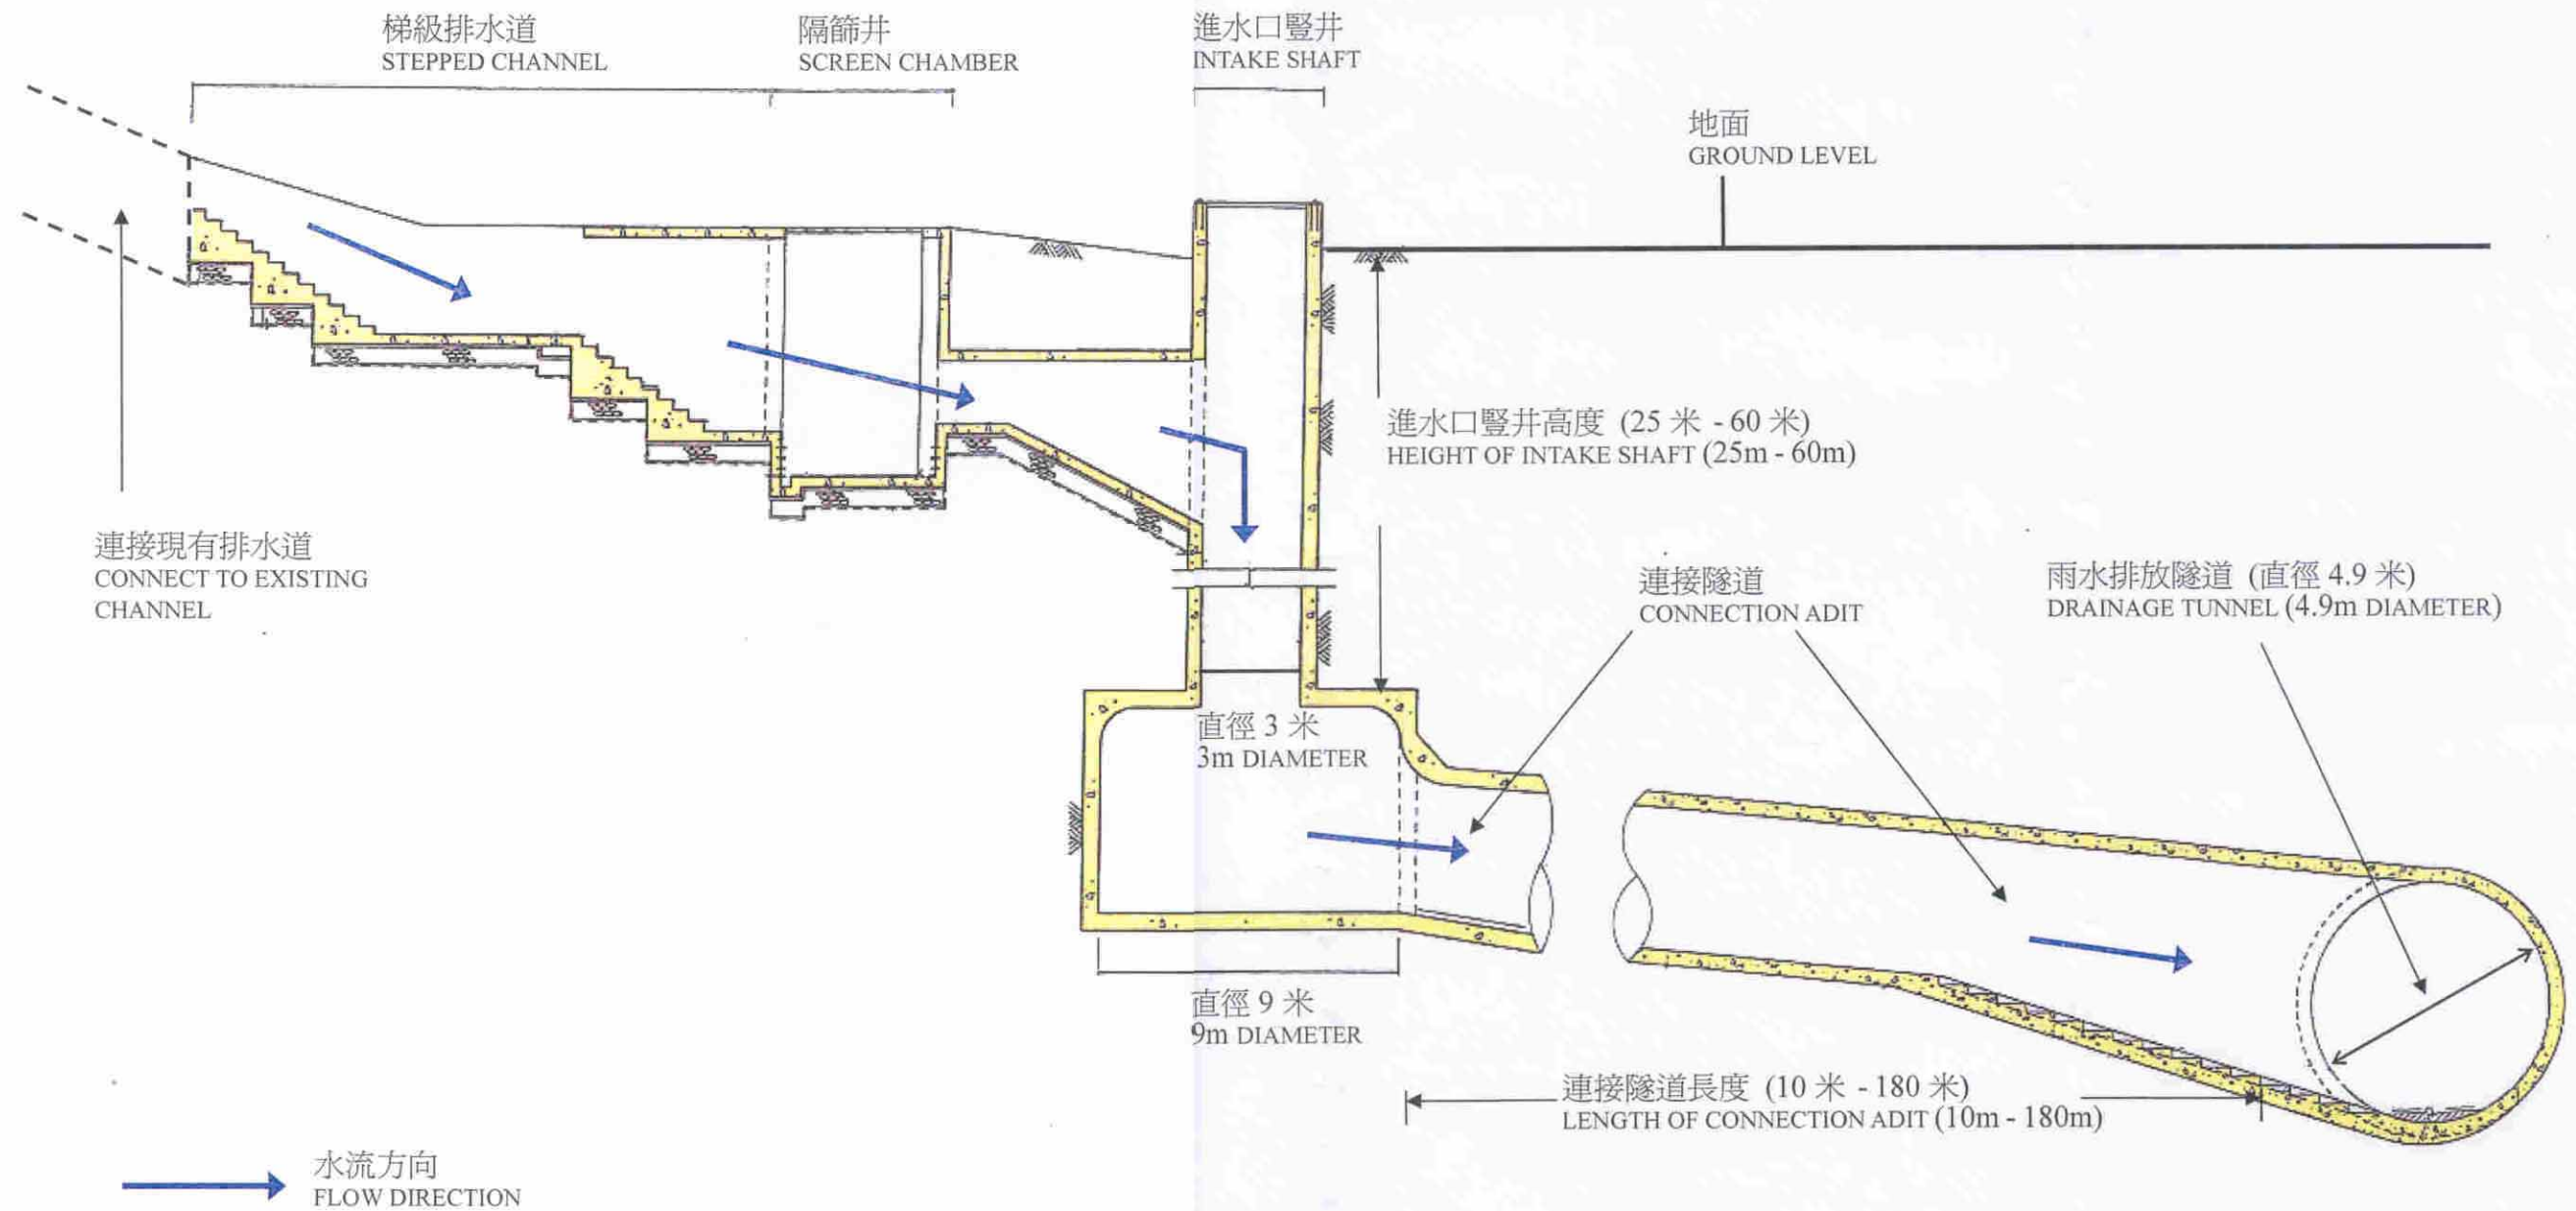 梯級排水道
STEPPED CHANNEL
隔篩井
SCREEN CHAMBER
進水口豎井
INTAKE SHAFT
地面
GROUND LEVEL
進水口豎井高度 (25 米 - 60 米)
HEIGHT OF INTAKE SHAFT (25m - 60m)
連接現有排水道
CONNECT TO EXISTING
CHANNEL
連接隧道
CONNECTION ADIT
雨水排放隧道 (直徑 4.9 米)
DRAINAGE TUNNEL (4.9m DIAMETER)
直徑 3 米
3m DIAMETER
直徑 9 米
9m DIAMETER
連接隧道長度 (10 米 - 180 米)
LENGTH OF CONNECTION ADIT (10m - 180m)
水流方向
FLOW DIRECTION